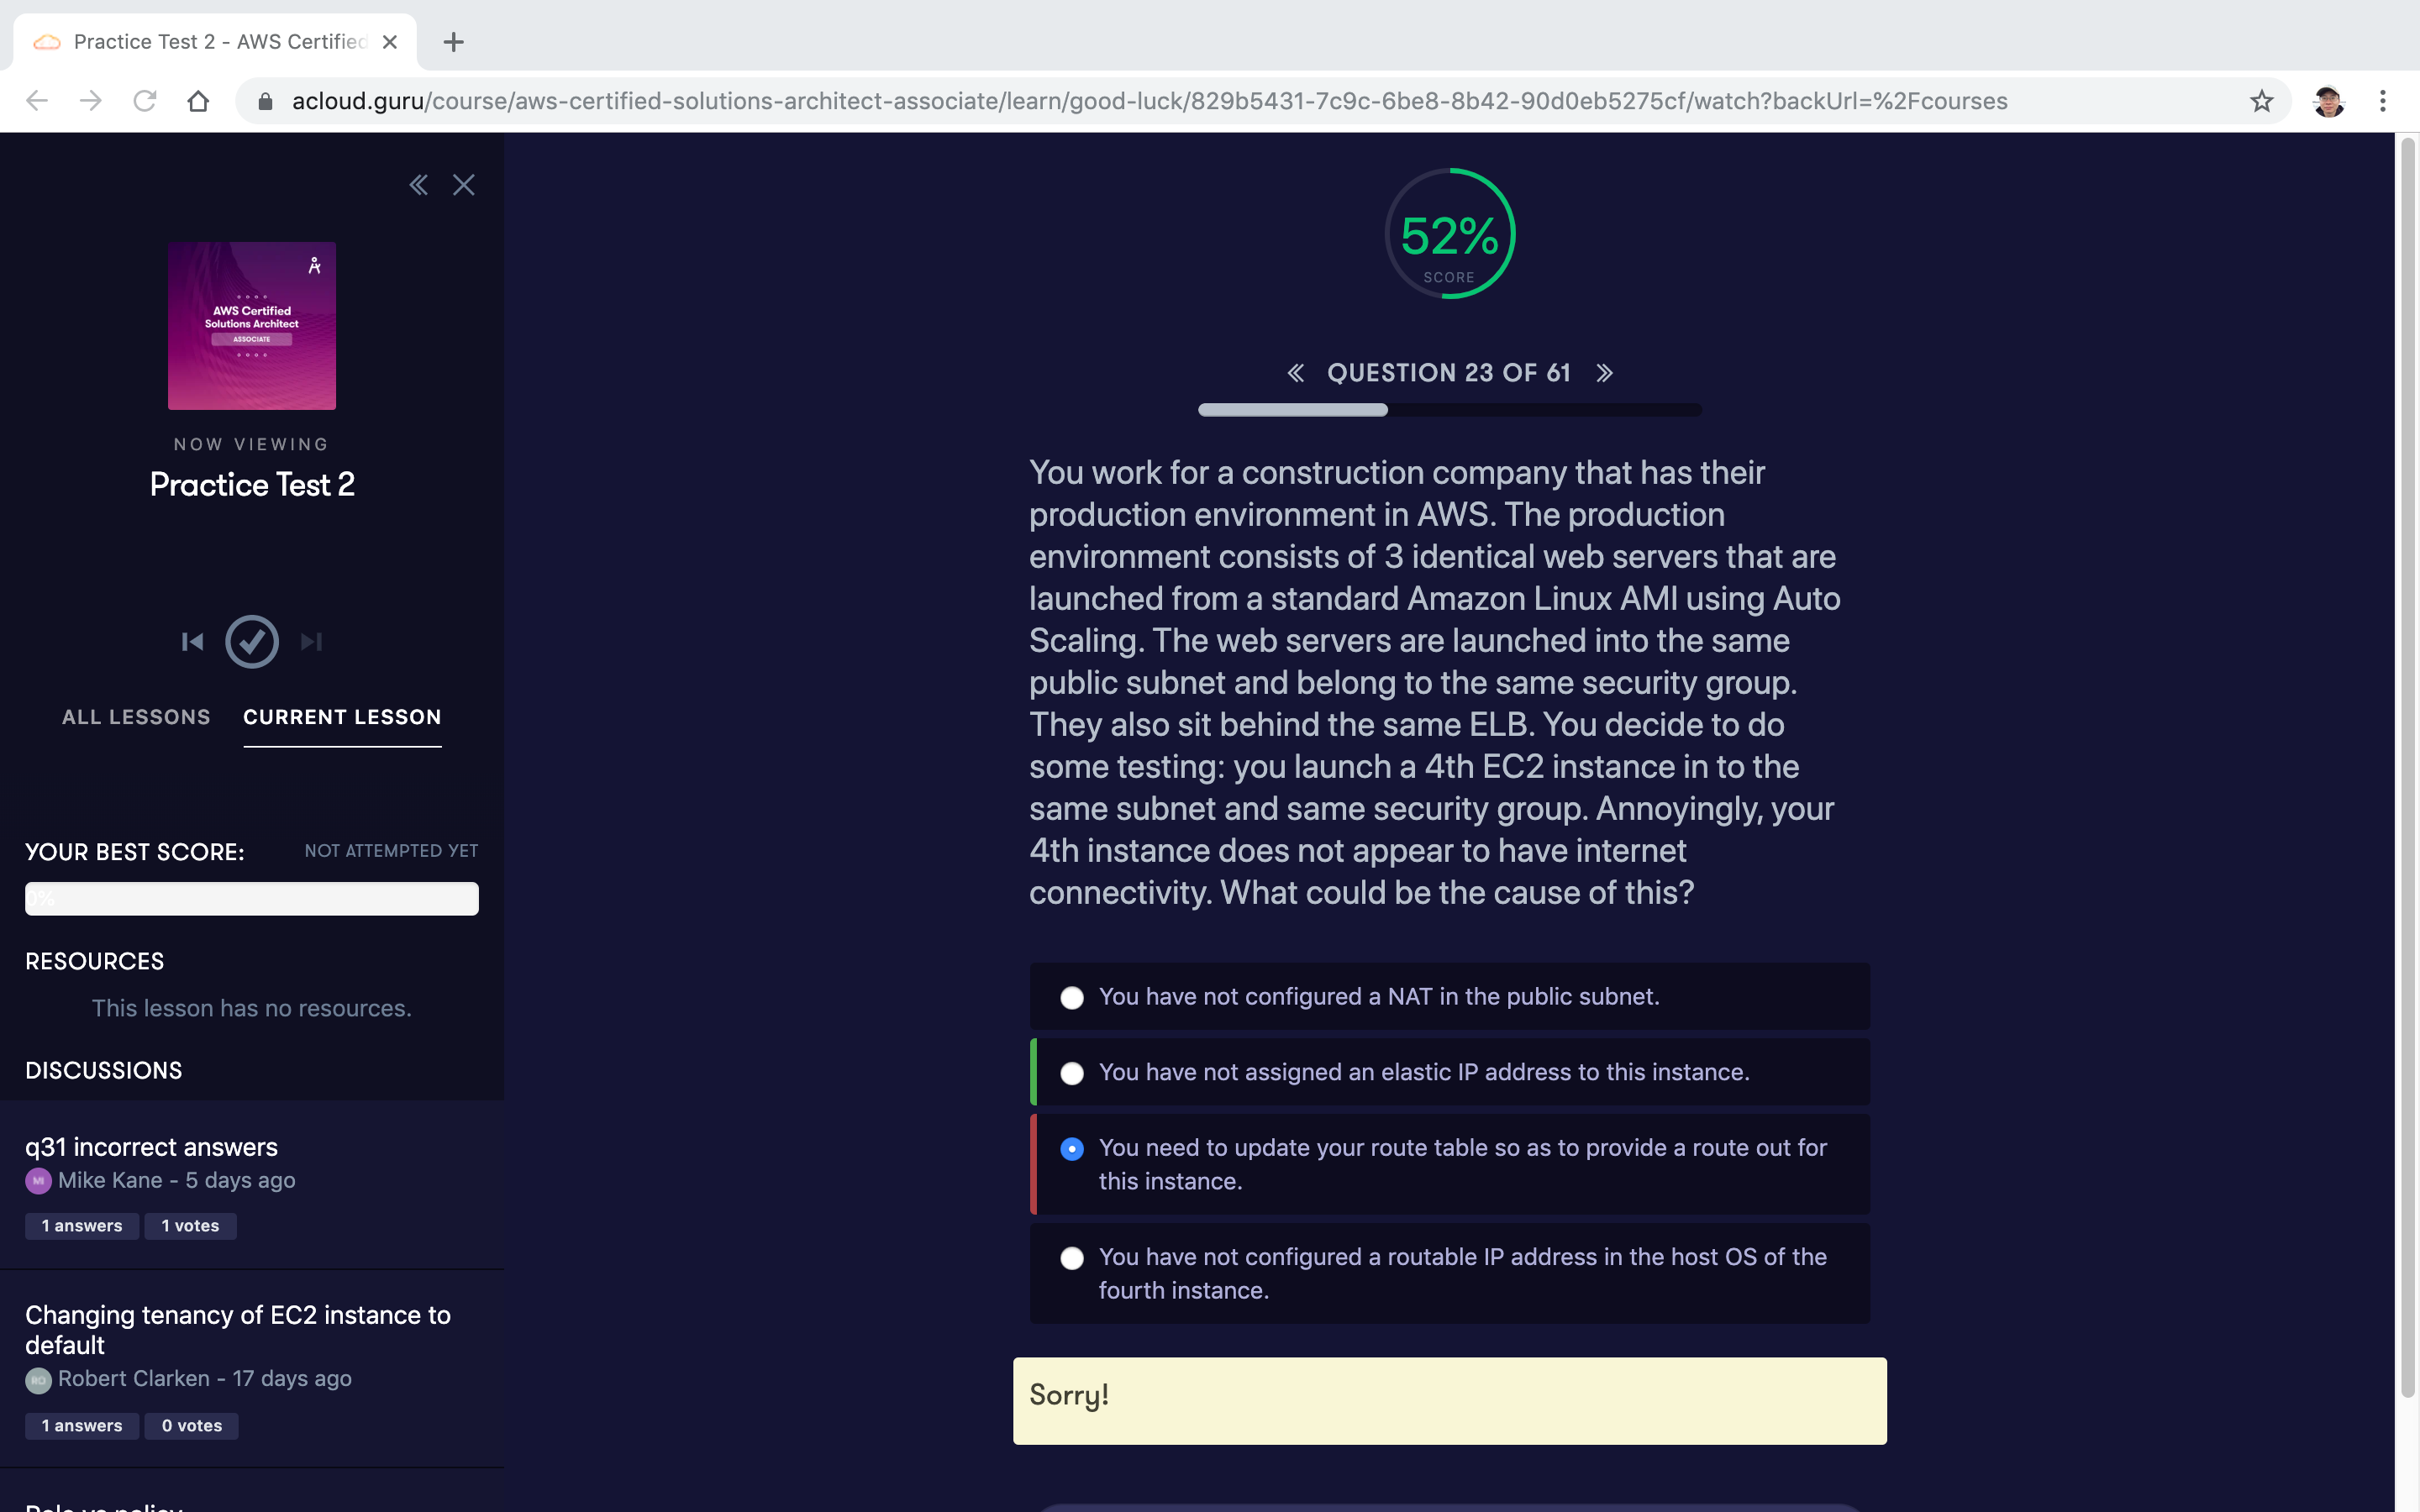 Practice Test 2 - AWS Certified
acloud.guru/course/aws-certified-solutions-architect-associate/learn/good-luck/829b5431-7c9c-6be8-8b42-90d0eb5275cf/watch?backUrl=%2Fcourses
AWS Certified
Solutions Architect
ASSOCIATE
NOW VIEWING
Practice Test 2
ALL LESSONS
CURRENT LESSON
YOUR BEST SCORE:
NOT ATTEMPTED YET
0%
RESOURCES
This lesson has no resources.
DISCUSSIONS
q31 incorrect answers
MI
Mike Kane - 5 days ago
1 answers
1 votes
Changing tenancy of EC2 instance to
default
RO
Robert Clarken - 17 days ago
1 answers
0 votes
Role vs policy
52%
SCORE
QUESTION 23 OF 61
You work for a construction company that has their
production environment in AWS. The production
environment consists of 3 identical web servers that are
launched from a standard Amazon Linux AMI using Auto
Scaling. The web servers are launched into the same
public subnet and belong to the same security group.
They also sit behind the same ELB. You decide to do
some testing: you launch a 4th EC2 instance in to the
same subnet and same security group. Annoyingly, your
4th instance does not appear to have internet
connectivity. What could be the cause of this?
You have not configured a NAT in the public subnet.
You have not assigned an elastic IP address to this instance.
You need to update your route table so as to provide a route out for
this instance.
You have not configured a routable IP address in the host OS of the
fourth instance.
Sorry!